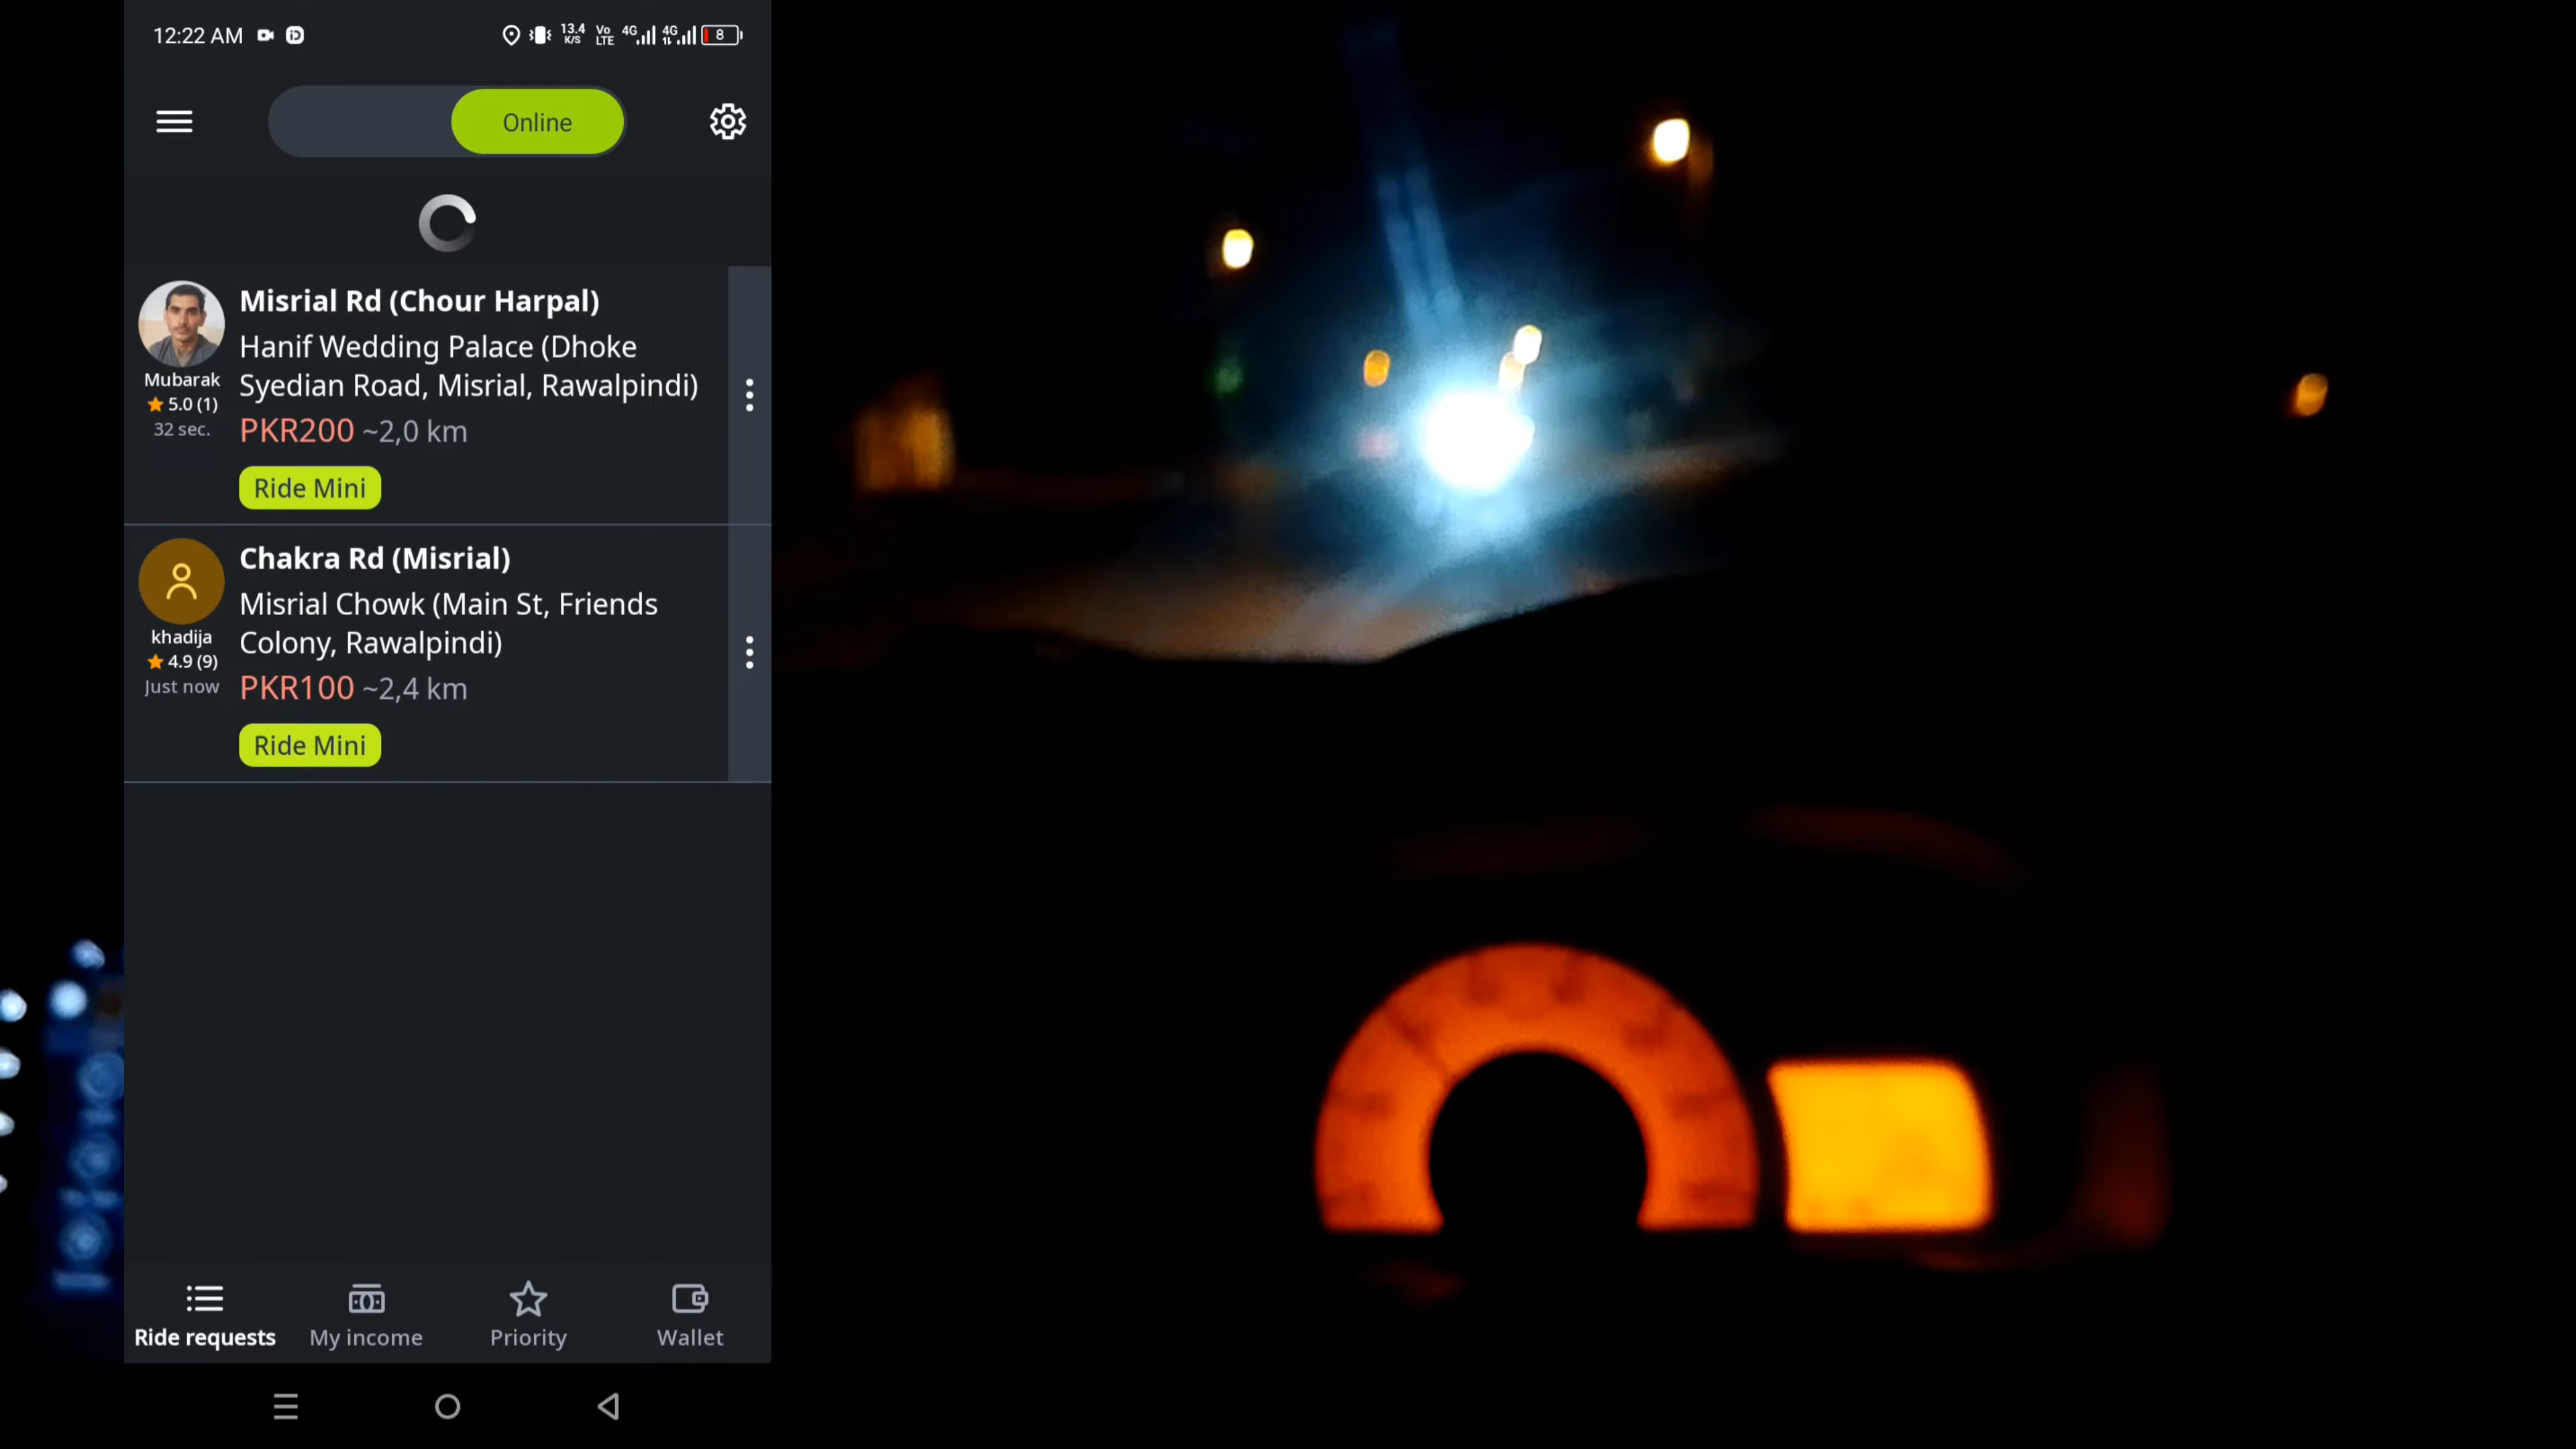 12:22 AM
13.4
K/S
Vo
LTE
4G
4G
8
Online
Misrial Rd (Chour Harpal)
Hanif Wedding Palace (Dhoke
Syedian Road, Misrial, Rawalpindi)
Mubarak
5.0 (1)
32 sec.
PKR200 ~2,0 km
Ride Mini
Chakra Rd (Misrial)
Misrial Chowk (Main St, Friends
Colony, Rawalpindi)
khadija
4.9 (9)
Just now
PKR100 ~2,4 km
Ride Mini
Ride requests
My income
Priority
Wallet